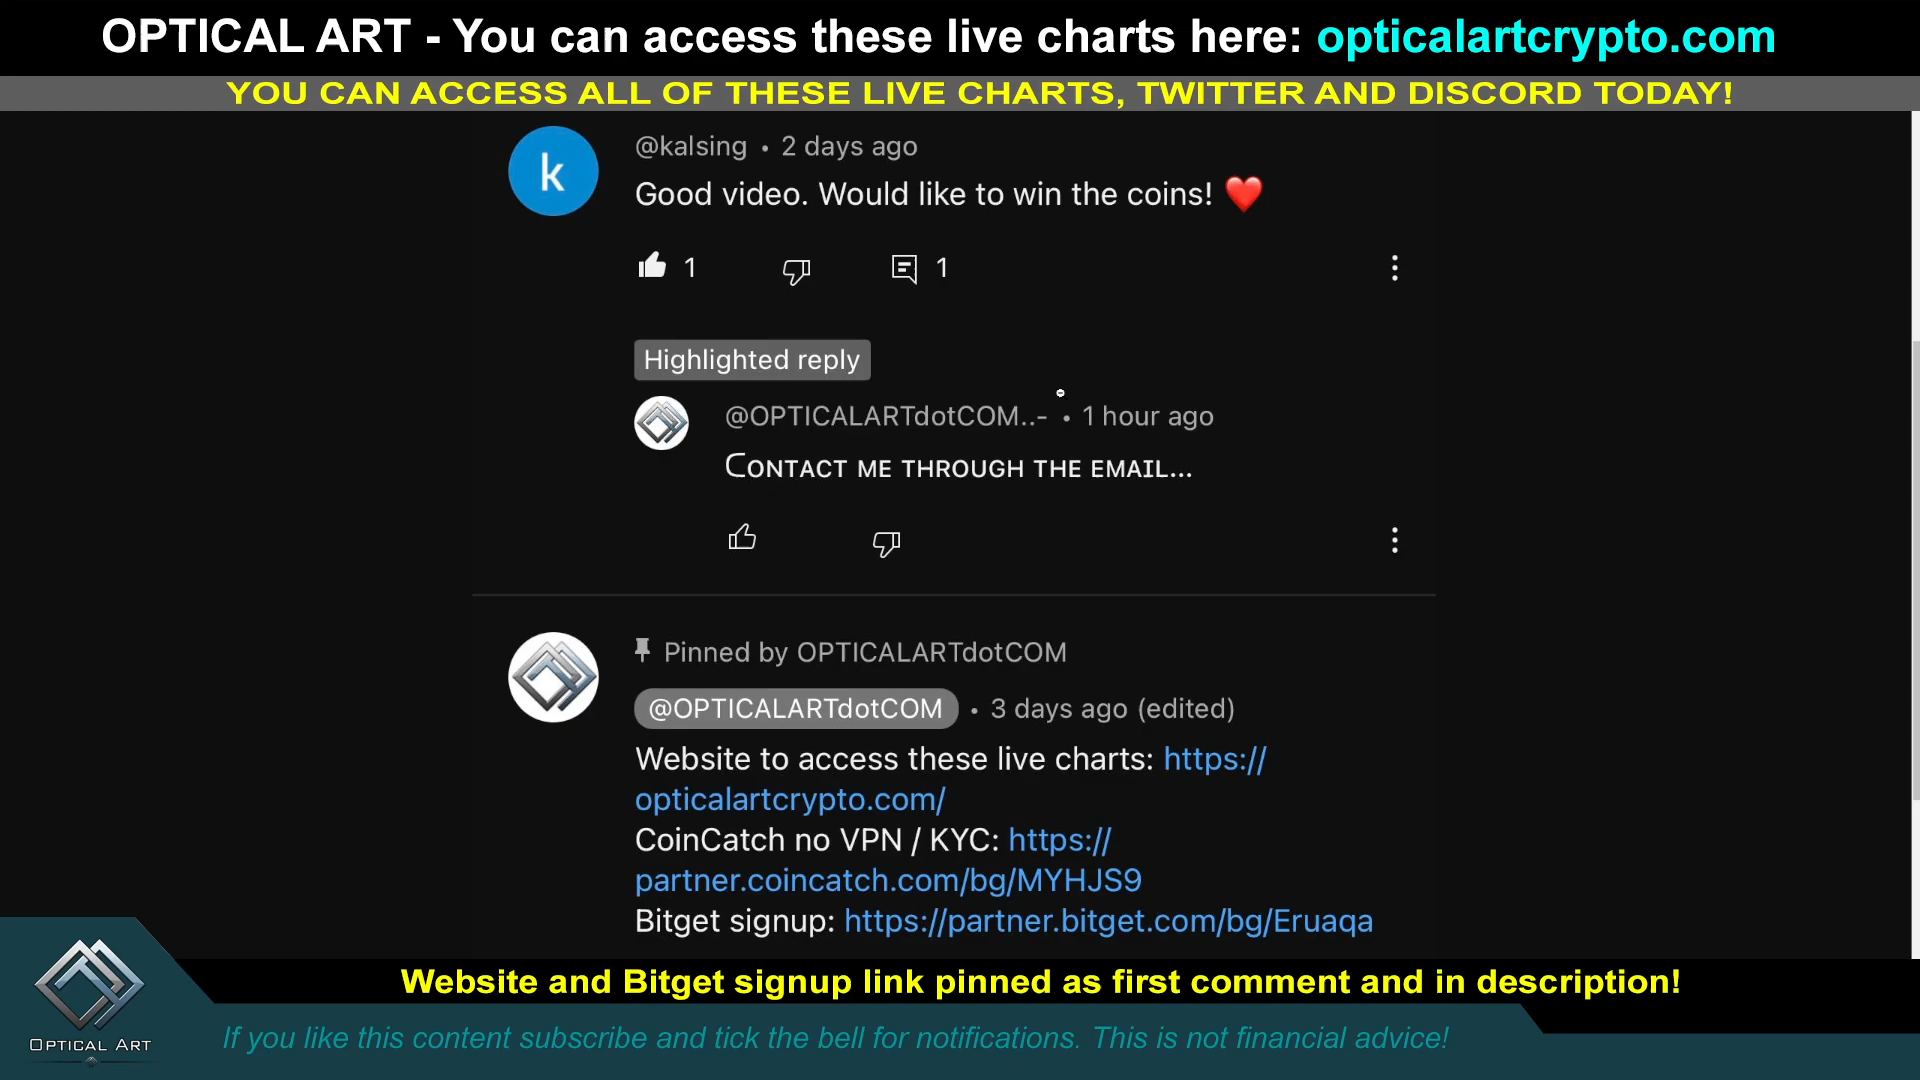 OPTICAL ART - You can access these live charts here: opticalartcrypto.com
YOU CAN ACCESS ALL OF THESE LIVE CHARTS, TWITTER AND DISCORD TODAY!
k
@kalsing • 2 days ago
Good video. Would like to win the coins! ❤️
1
1
Highlighted reply
@OPTICALARTdotCOM..- • 1 hour ago
Cᴏɴᴛᴀᴄᴛ ᴍᴇ ᴛʜʀᴏᴜɢʜ ᴛʜᴇ ᴇᴍᴀɪʟ...
Pinned by OPTICALARTdotCOM
@OPTICALARTdotCOM • 3 days ago (edited)
Website to access these live charts: https://
opticalartcrypto.com/
CoinCatch no VPN / KYC: https://
partner.coincatch.com/bg/MYHJS9
Bitget signup: https://partner.bitget.com/bg/Eruaqa
Website and Bitget signup link pinned as first comment and in description!
OPTICAL ART
If you like this content subscribe and tick the bell for notifications. This is not financial advice!